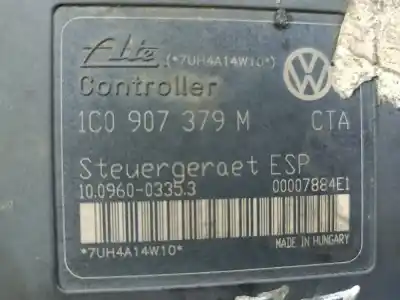 Ate (*7UH4A14W10*)
Controller
1C0 907 379 M CTA
Steuergeraet ESP
10.0960-0335.3 00007884E1
*7UH4A14W10* MADE IN HUNGARY